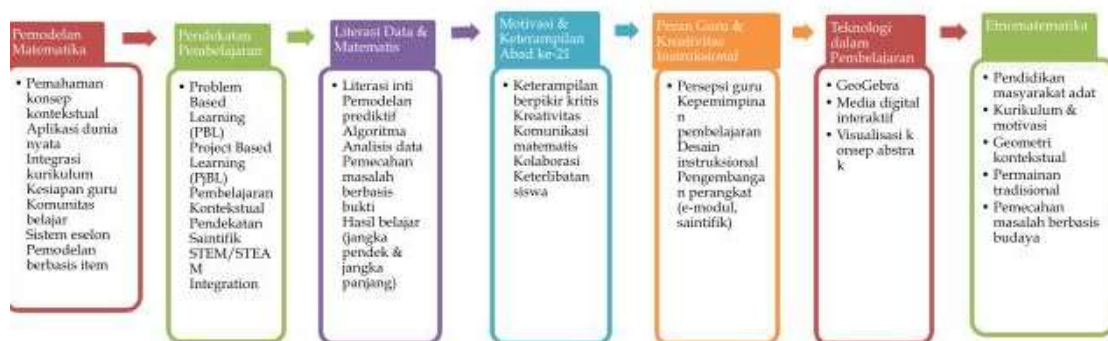 Pemodelan
Matematika
• Pemahaman
konsep
kontekstual
Aplikasi dunia
nyata
Integrasi
kurikulum
Kesiapan guru
Komunitas
belajar
Sistem eselon
Pemodelan
berbasis item
Pendekatan
Pembelajaran
• Problem
Based
Learning
(PBL)
Project Based
Learning
(PjBL)
Pembelajaran
Kontekstual
Pendekatan
Saintifik
STEM/STEA
M
Integration
Literasi Data &
Matematis
• Literasi inti
Pemodelan
prediktif
Algoritma
Analisis data
Pemecahan
masalah
berbasis
bukti
Hasil belajar
(jangka
pendek &
jangka
panjang)
Motivasi &
Keterampilan
Abad ke-21
• Keterampilan
berpikir kritis
Kreativitas
Komunikasi
matematis
Kolaborasi
Keterlibatan
siswa
Peran Guru &
Kreativitas
Instruksional
• Persepsi guru
Kepemimpina
n
pembelajaran
Desain
instruksional
Pengembanga
n perangkat
(e-modul,
saintifik)
Teknologi
dalam
Pembelajaran
• GeoGebra
• Media digital
interaktif
• Visualisasi k
onsep abstra
k
Etnomatematika
• Pendidikan
masyarakat adat
• Kurikulum &
motivasi
• Geometri
kontekstual
• Permainan
tradisional
• Pemecahan
masalah berbasis
budaya